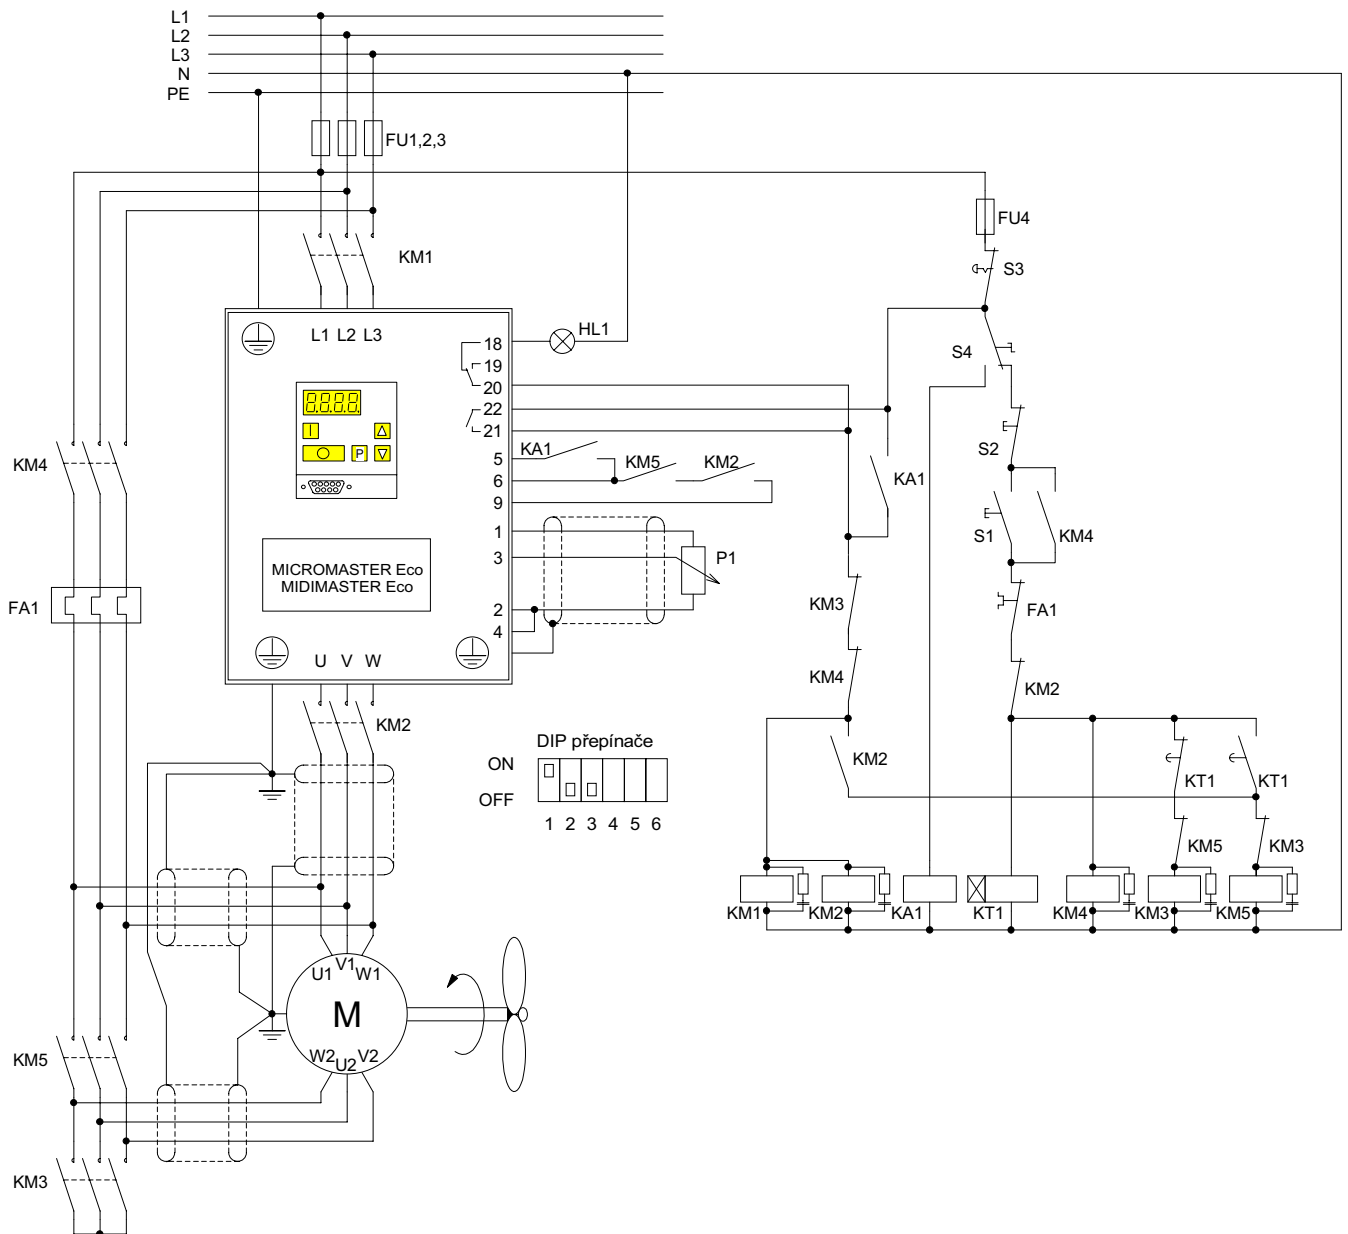 L1
L2
L3
N
PE
FU1,2,3
FU4
KM1
S3
L1 L2 L3
HL1
18
19
20
22
21
5
6
9
1
3
2
4
S4
S2
KA1
KM5
KM2
KA1
S1
KM4
KM4
8.8.8.8.
I
O
P
P1
MICROMASTER Eco
MIDIMASTER Eco
FA1
KM3
FA1
KM4
KM2
U V W
KM2
DIP přepínače
ON
OFF
1 2 3 4 5 6
KM2
KT1
KT1
KM5
KM3
KM1
KM2
KA1
KT1
KM4
KM3
KM5
U1 V1 W1
M
W2 U2 V2
KM5
KM3